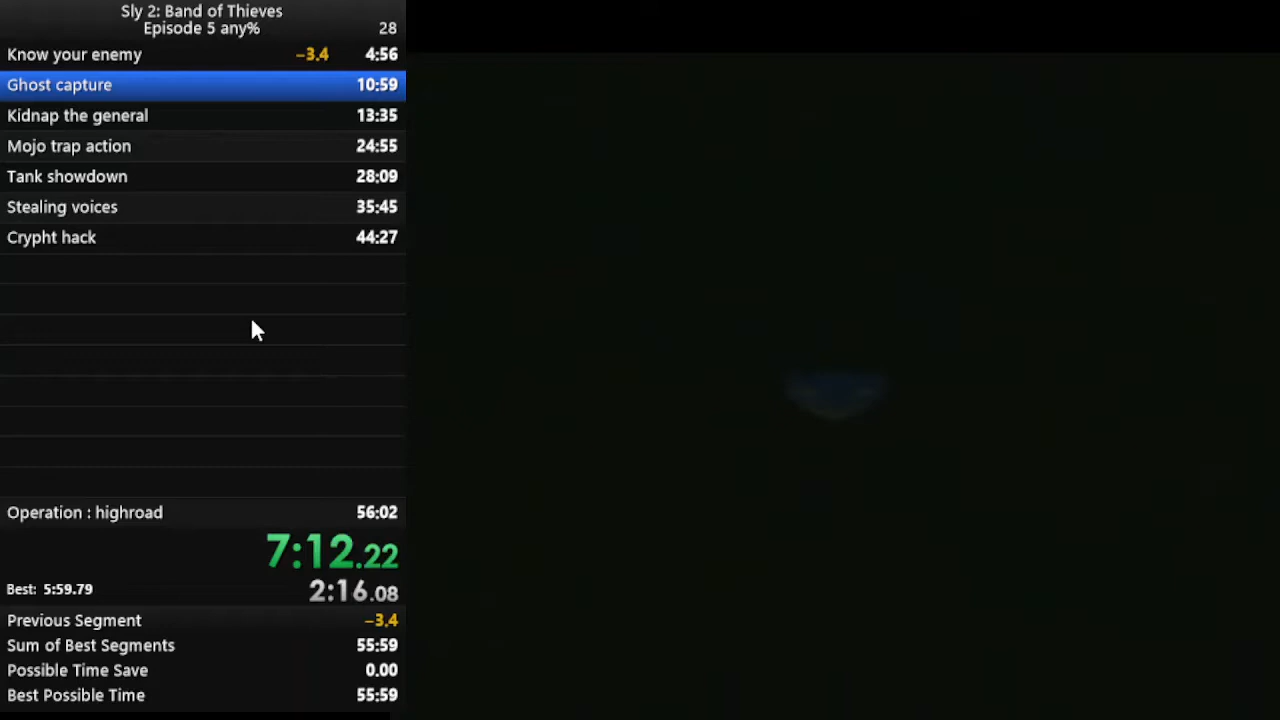 Sly 2: Band of Thieves
Episode 5 any% 28
Know your enemy −3.4 4:56
Ghost capture 10:59
Kidnap the general 13:35
Mojo trap action 24:55
Tank showdown 28:09
Stealing voices 35:45
Crypht hack 44:27
Operation : highroad 56:02
7:12.22
Best: 5:59.79 2:16.08
Previous Segment −3.4
Sum of Best Segments 55:59
Possible Time Save 0.00
Best Possible Time 55:59